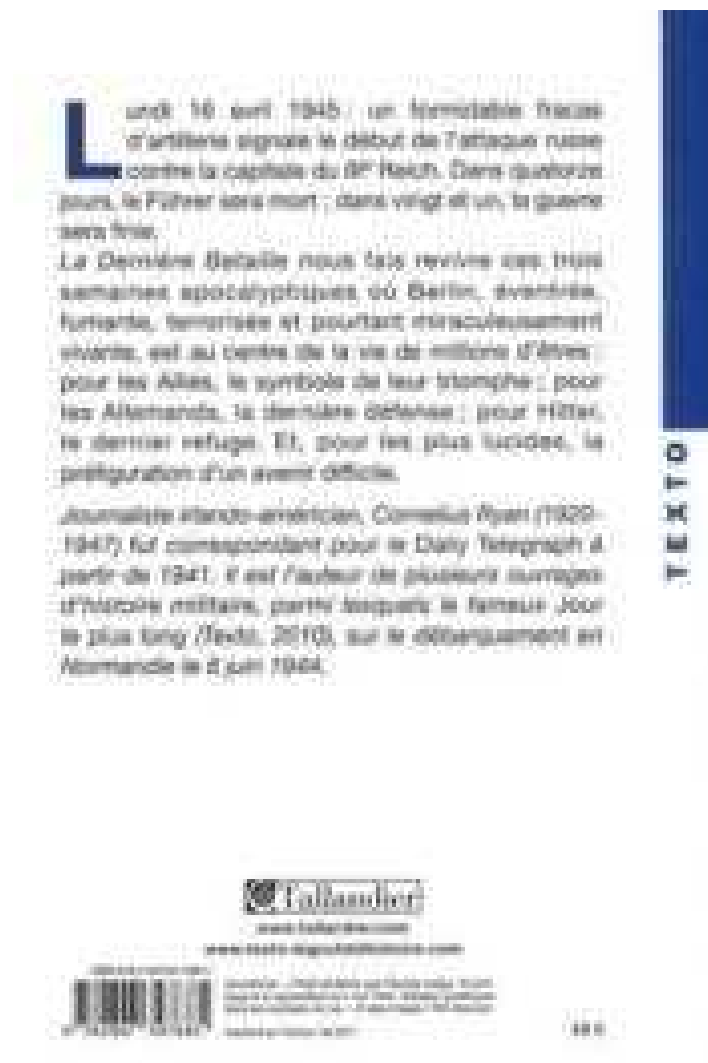 Lundi 16 avril 1945 : un formidable fracas
d'artillerie signale le début de l'attaque russe
contre la capitale du IIIe Reich. Dans quatorze
jours, le Führer sera mort ; dans vingt et un, la guerre
sera finie.
La Dernière Bataille nous fais revivre ces trois
semaines apocalyptiques où Berlin, éventrée,
fumante, terrorisée et pourtant miraculeusement
vivante, est au centre de la vie de millions d'êtres :
pour les Alliés, le symbole de leur triomphe ; pour
les Allemands, la dernière défense ; pour Hitler,
le dernier refuge. Et, pour les plus lucides, la
préfiguration d'un avenir difficile.
Journaliste irlando-américian, Cornelius Ryan (1920-
1947) fut correspondant pour le Daily Telegraph à
partir de 1941. Il est l'auteur de plusieurs ouvrages
d'histoire militaire, parmi lesquels le fameux Jour
le plus long (Texto, 2010), sur le débarquement en
Normandie le 6 juin 1944.
TEXTO
Tallandier
www.tallandier.com